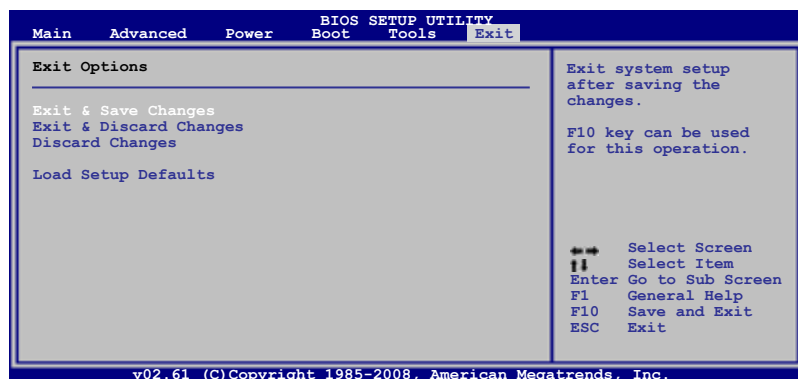 BIOS SETUP UTILITY
Main Advanced Power Boot Tools Exit
Exit Options
Exit & Save Changes
Exit & Discard Changes
Discard Changes
Load Setup Defaults
Exit system setup
after saving the
changes.
F10 key can be used
for this operation.
Select Screen
Select Item
Enter Go to Sub Screen
F1 General Help
F10 Save and Exit
ESC Exit
v02.61 (C)Copyright 1985-2008, American Megatrends, Inc.